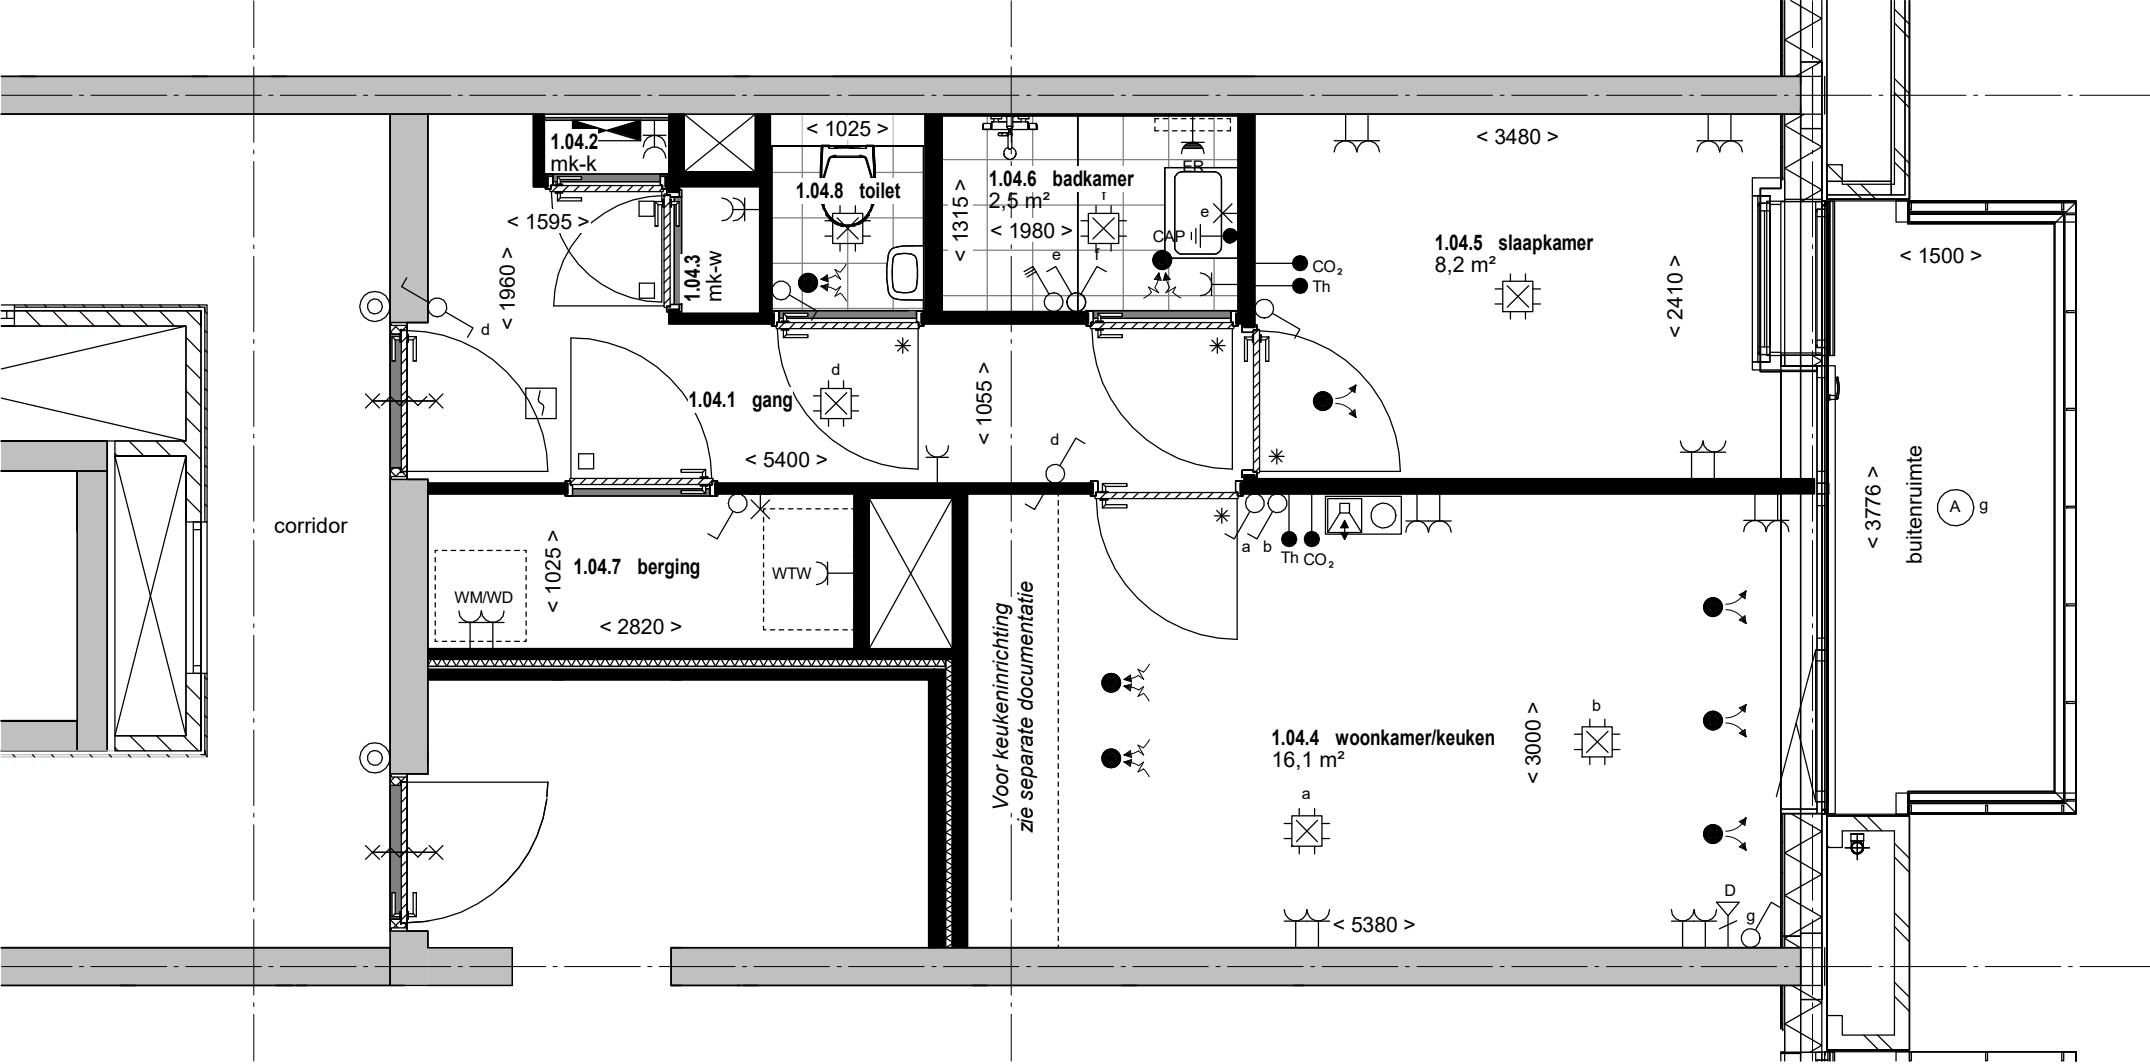 < 1025 >
< 3480 >
1.04.2
mk-k
ER
1.04.8 toilet
1.04.6 badkamer
2,5 m²
f
< 1595 >
< 1315 >
< 1980 >
e
CAP
1.04.5 slaapkamer
8,2 m²
< 1500 >
1.04.3
mk-w
< 1960 >
e
f
CO₂
Th
< 2410 >
d
d
1.04.1 gang
< 1055 >
< 5400 >
d
corridor
< 3776 >
buitenruimte
A
g
a
b
Th
CO₂
< 1025 >
1.04.7 berging
WTW
WM/WD
< 2820 >
Voor keukeninrichting
zie separate documentatie
1.04.4 woonkamer/keuken
16,1 m²
< 3000 >
b
a
D
g
< 5380 >